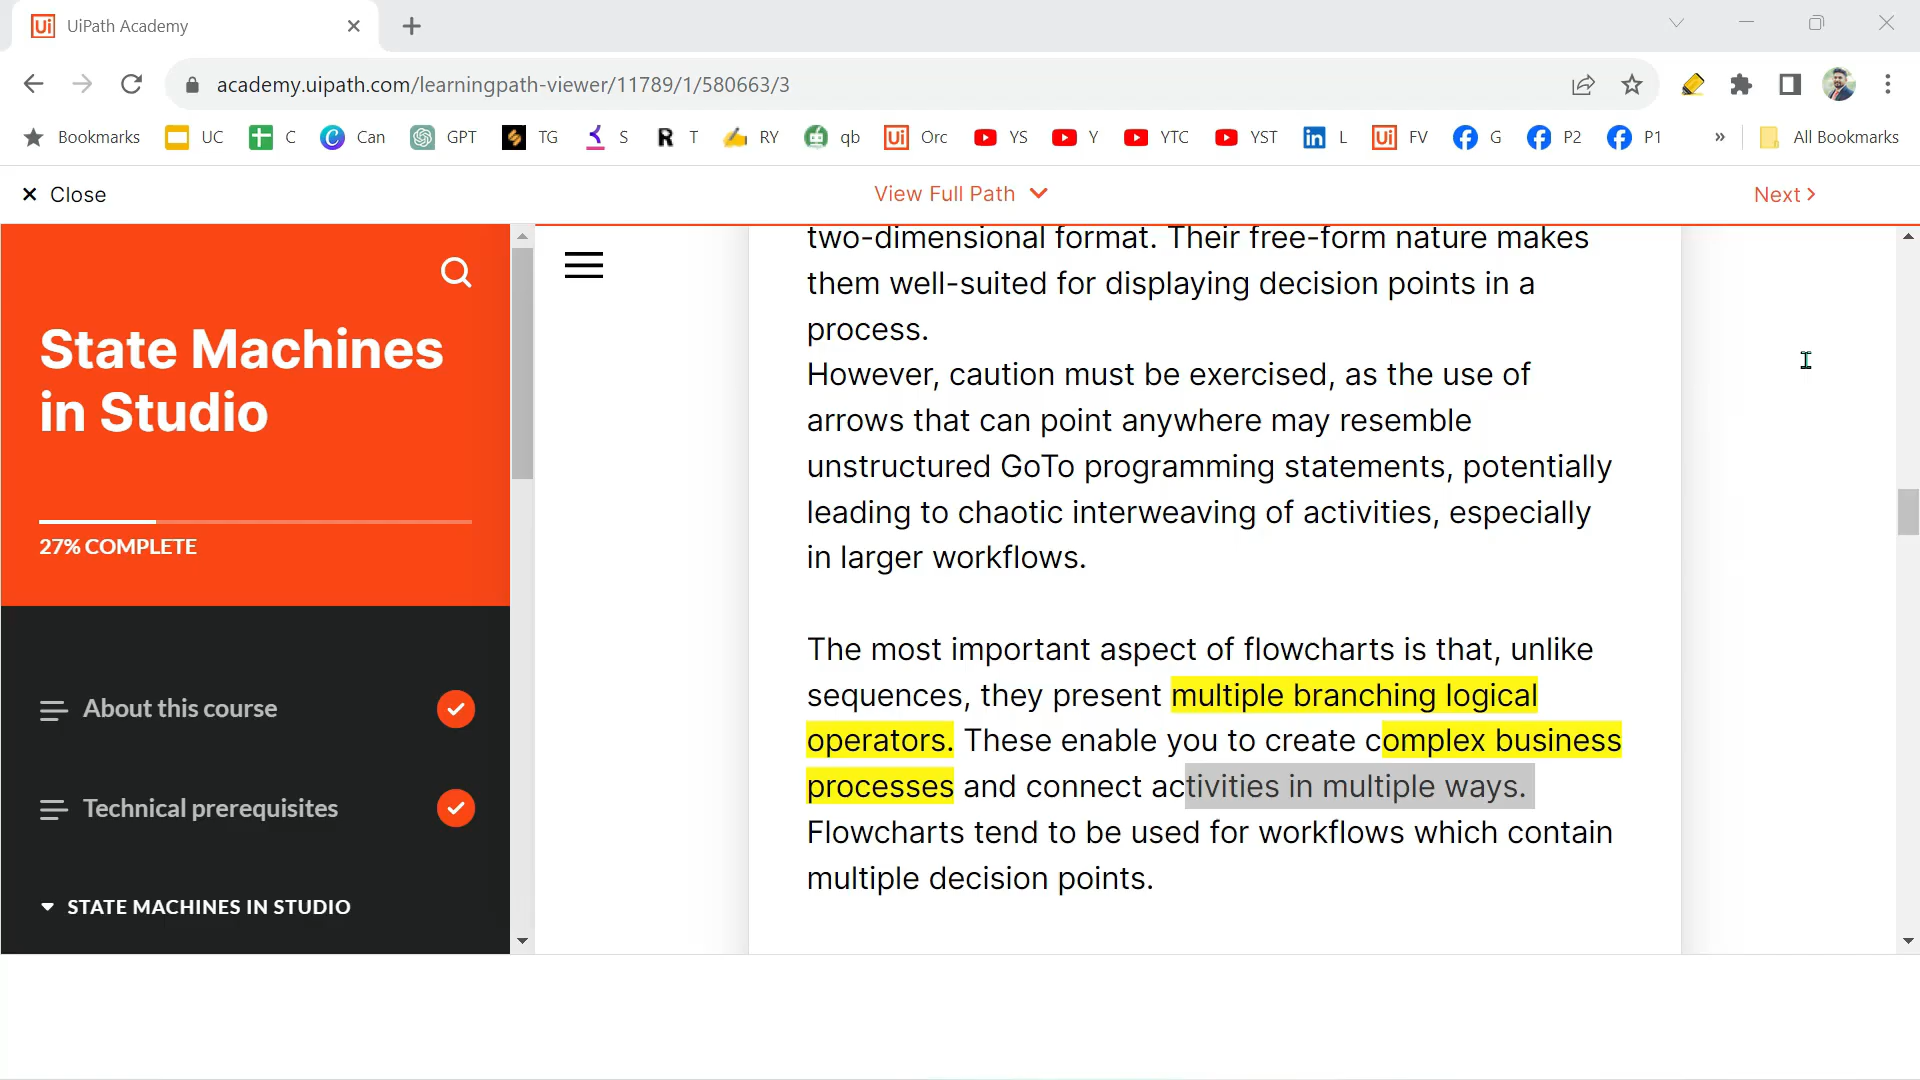 UiPath Academy
academy.uipath.com/learningpath-viewer/11789/1/580663/3
Bookmarks UC C Can GPT TG S T RY qb Orc YS Y YTC YST L FV G P2 P1 » All Bookmarks
Close
View Full Path
Next
State Machines
in Studio
27% COMPLETE
About this course
Technical prerequisites
STATE MACHINES IN STUDIO
two-dimensional format. Their free-form nature makes
them well-suited for displaying decision points in a
process.
However, caution must be exercised, as the use of
arrows that can point anywhere may resemble
unstructured GoTo programming statements, potentially
leading to chaotic interweaving of activities, especially
in larger workflows.
The most important aspect of flowcharts is that, unlike
sequences, they present multiple branching logical
operators. These enable you to create complex business
processes and connect activities in multiple ways.
Flowcharts tend to be used for workflows which contain
multiple decision points.